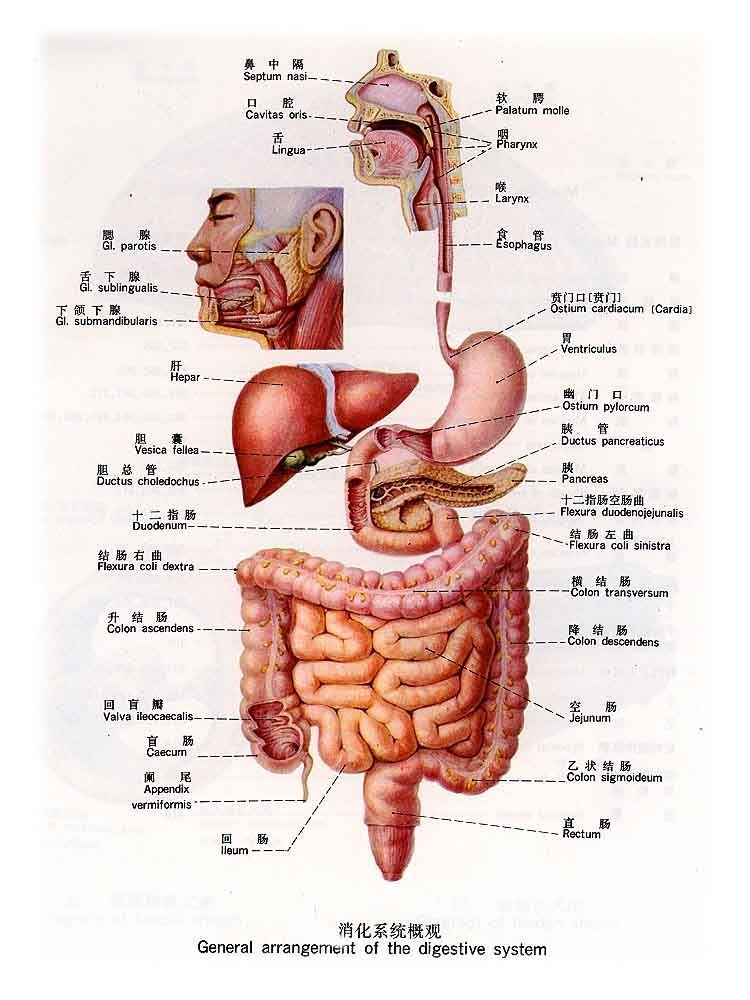 鼻中隔
Septum nasi
口腔
Cavitas oris
舌
Lingua
软腭
Palatum molle
咽
Pharynx
喉
Larynx
食管
Esophagus
腮腺
Gl. parotis
舌下腺
Gl. sublingualis
下颌下腺
Gl. submandibularis
贲门口[贲门]
Ostium cardiacum [Cardia]
胃
Ventriculus
肝
Hepar
幽门口
Ostium pylorcum
胆囊
Vesica fellea
胰管
Ductus pancreaticus
胆总管
Ductus choledochus
胰
Pancreas
十二指肠
Duodenum
十二指肠空肠曲
Flexura duodenojejunalis
结肠左曲
Flexura coli sinistra
结肠右曲
Flexura coli dextra
横结肠
Colon transversum
升结肠
Colon ascendens
降结肠
Colon descendens
回盲瓣
Valva ileocaecalis
空肠
Jejunum
盲肠
Caecum
乙状结肠
Colon sigmoideum
阑尾
Appendix
vermiformis
直肠
Rectum
回肠
Ileum
消化系统概观
General arrangement of the digestive system